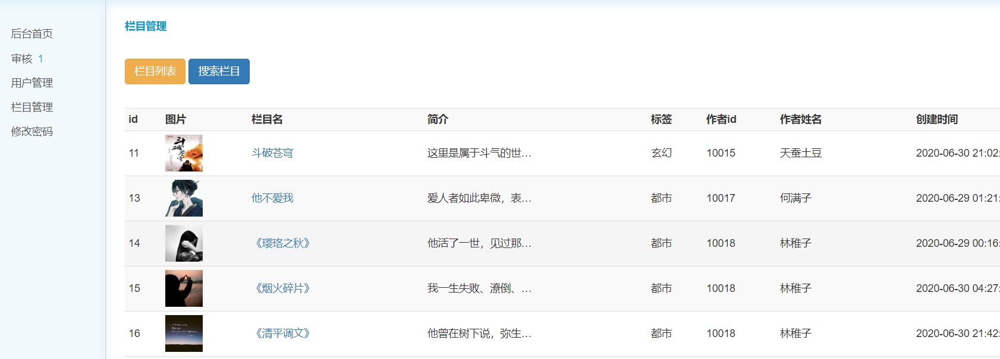 后台首页
审核 1
用户管理
栏目管理
修改密码
栏目管理
栏目列表 搜索栏目
id 图片 栏目名 简介 标签 作者id 作者姓名 创建时间
斗破苍穹
11 斗破苍穹 这里是属于斗气的世... 玄幻 10015 天蚕土豆 2020-06-30 21:02:
13 他不爱我 爱人者如此卑微，表... 都市 10017 何满子 2020-06-29 01:21:
14 《璎珞之秋》 他活了一世，见过那... 都市 10018 林稚子 2020-06-29 00:16:
15 《烟火碎片》 我一生失败、潦倒、... 都市 10018 林稚子 2020-06-30 04:27:
16 《清平调文》 他曾在树下说，弥生... 都市 10018 林稚子 2020-06-30 21:42: